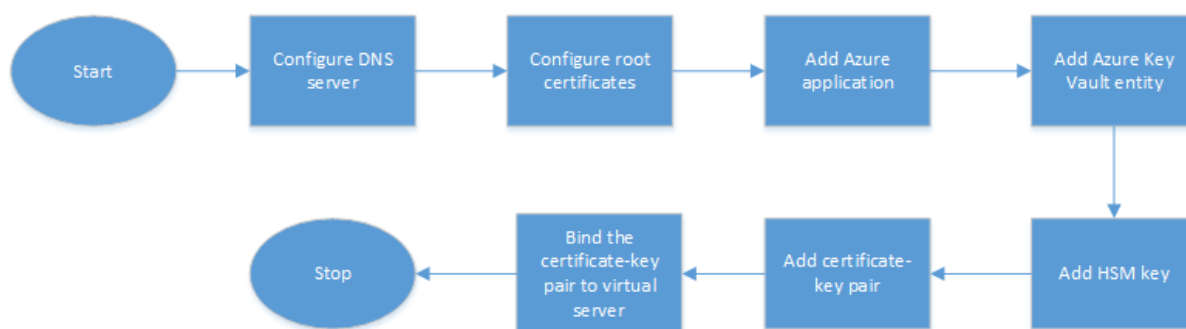 Start
Configure DNS
server
Configure root
certificates
Add Azure
application
Add Azure Key
Vault entity
Add HSM key
Add certificate-
key pair
Bind the
certificate-key
pair to virtual
server
Stop